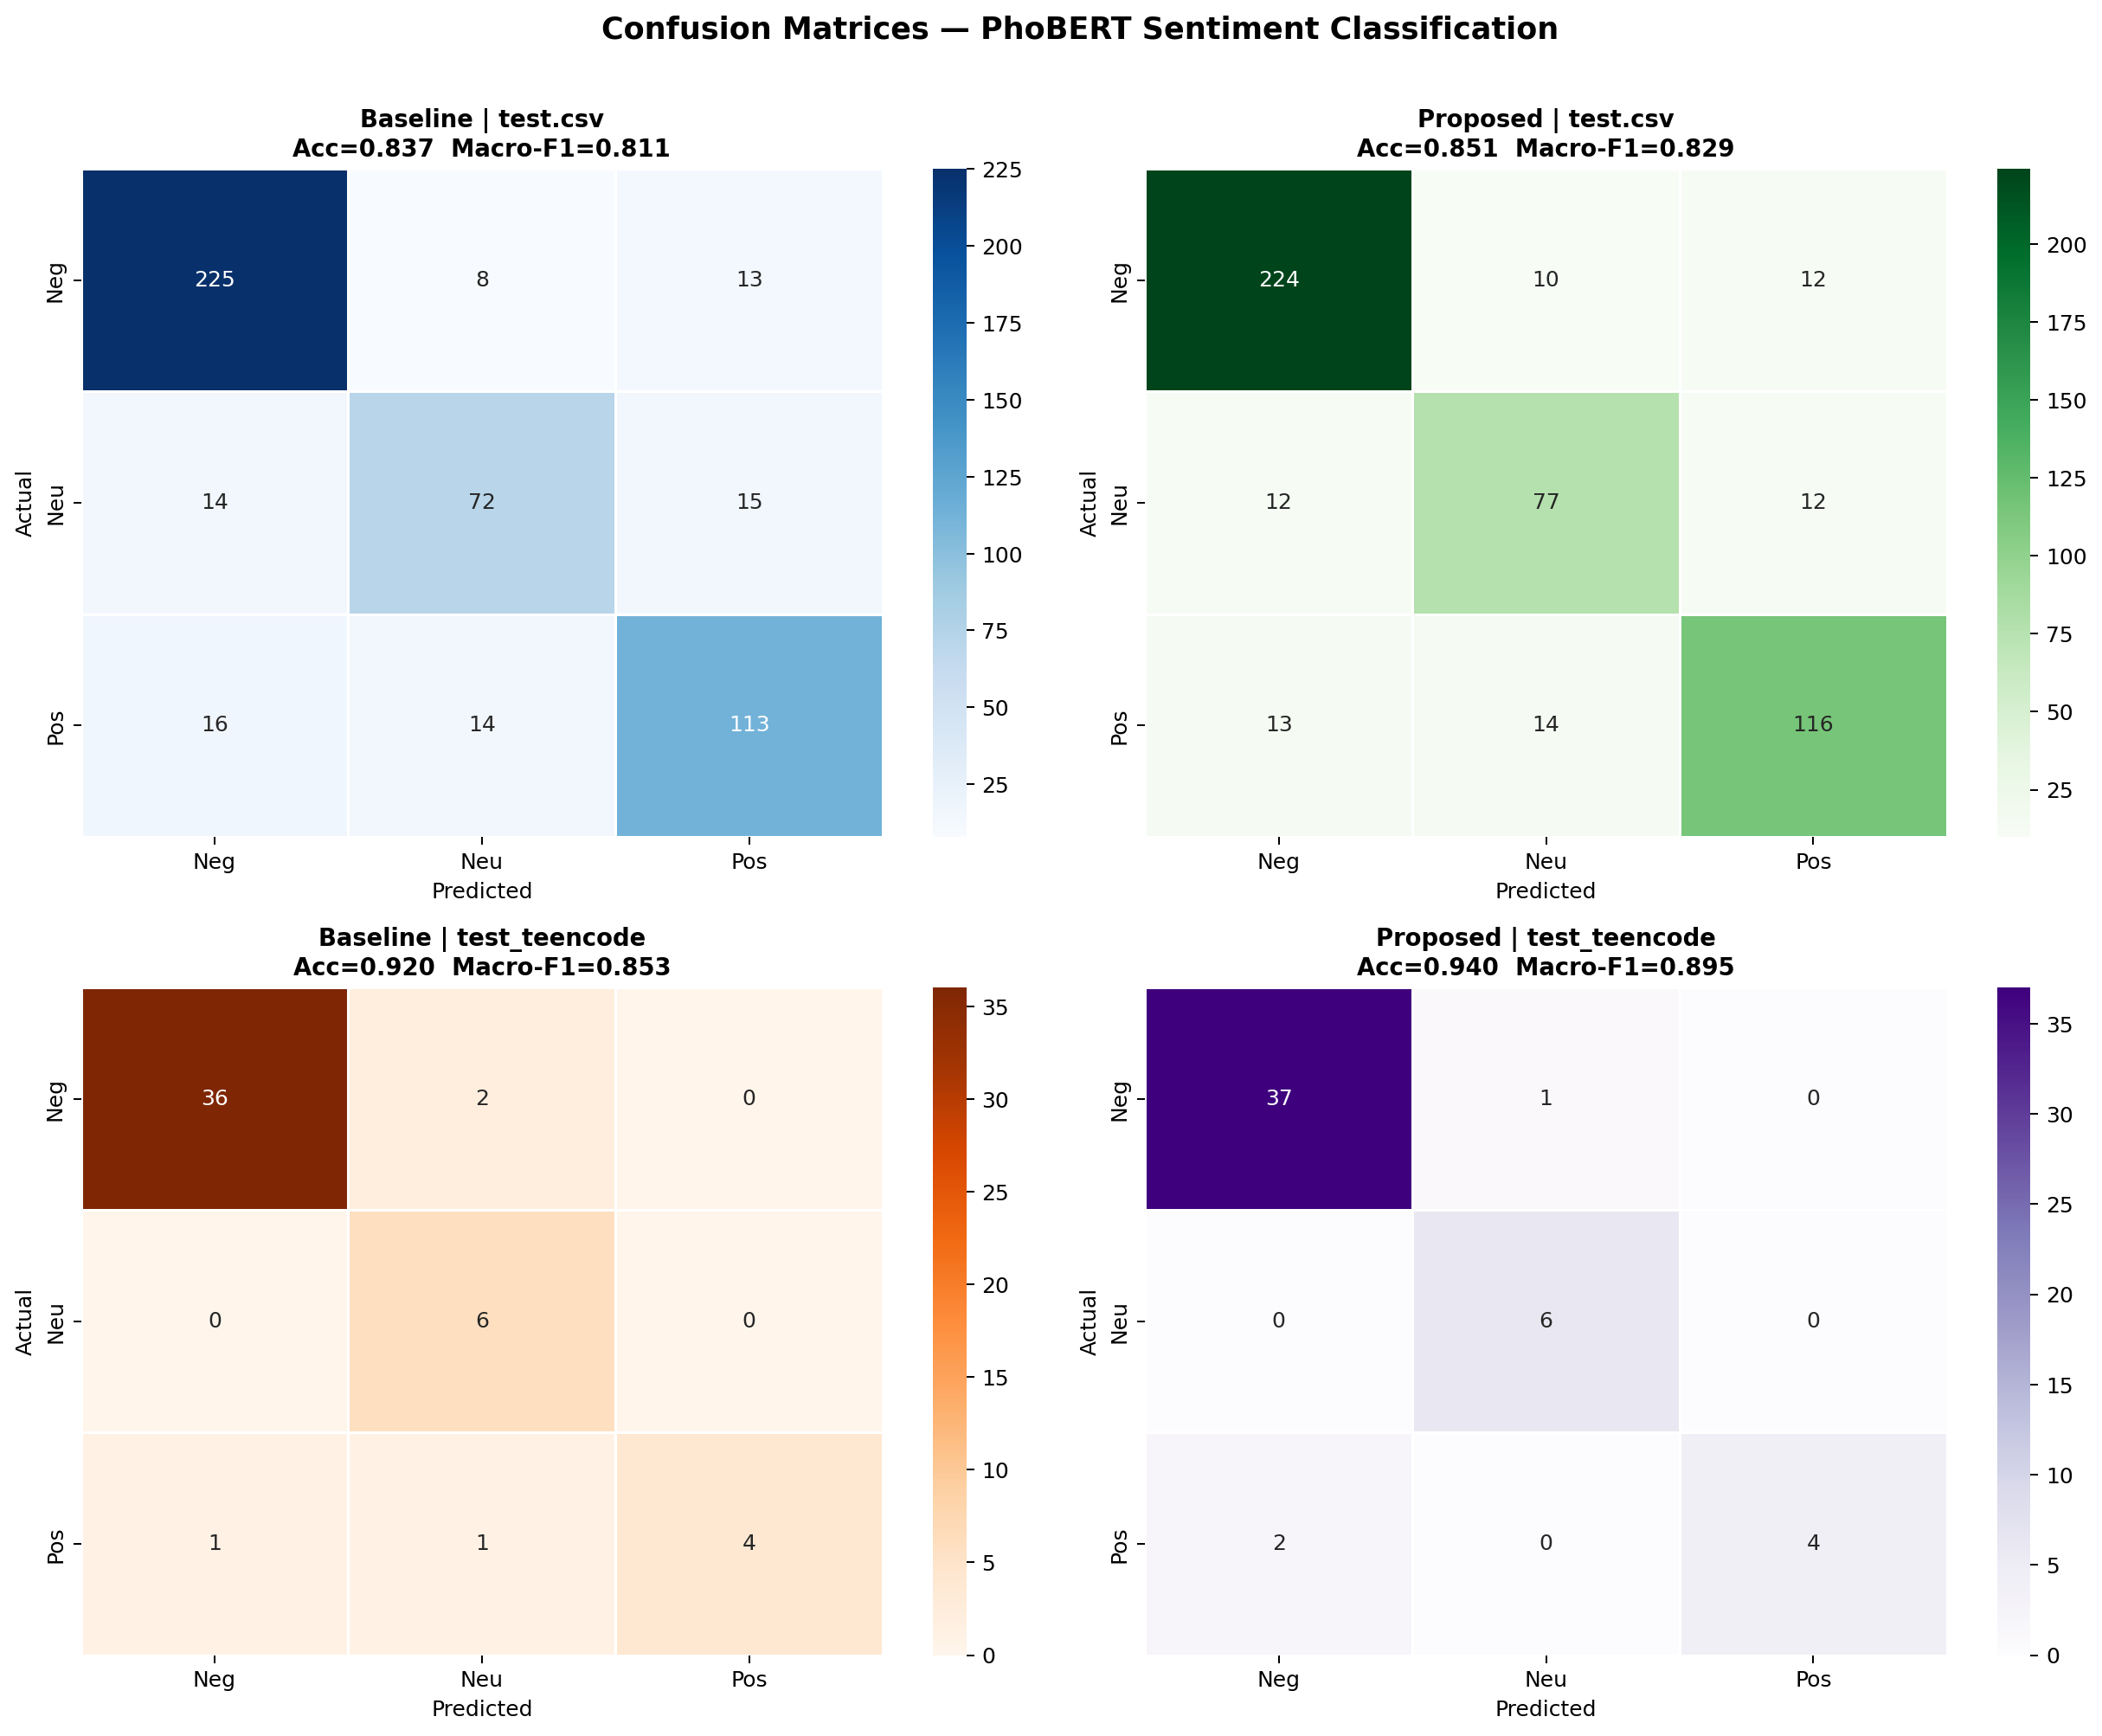 Confusion Matrices — PhoBERT Sentiment Classification
Baseline | test.csv
Acc=0.837  Macro-F1=0.811
225
8
13
14
72
15
16
14
113
Neg
Neu
Pos
Actual
Neg
Neu
Pos
Predicted
225
200
175
150
125
100
75
50
25
Proposed | test.csv
Acc=0.851  Macro-F1=0.829
224
10
12
12
77
12
13
14
116
Neg
Neu
Pos
Actual
Neg
Neu
Pos
Predicted
200
175
150
125
100
75
50
25
Baseline | test_teencode
Acc=0.920  Macro-F1=0.853
36
2
0
0
6
0
1
1
4
Neg
Neu
Pos
Actual
Neg
Neu
Pos
Predicted
35
30
25
20
15
10
5
0
Proposed | test_teencode
Acc=0.940  Macro-F1=0.895
37
1
0
0
6
0
2
0
4
Neg
Neu
Pos
Actual
Neg
Neu
Pos
Predicted
35
30
25
20
15
10
5
0